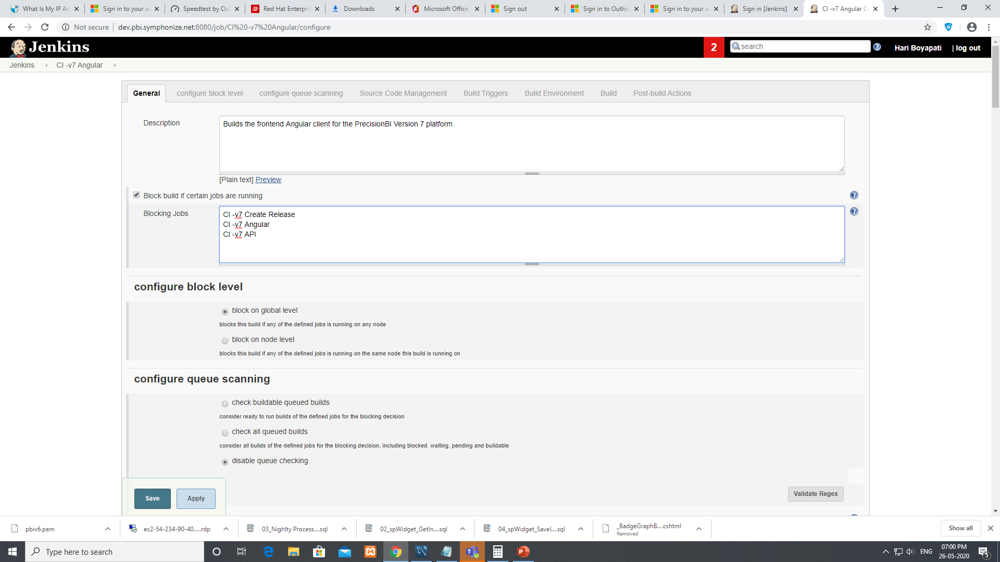 What Is My IP Ad
Sign in to your a
Speedtest by Oo
Red Hat Enterpri
Downloads
Microsoft Office
Sign out
Sign in to Outloo
Sign in to your a
Sign in [Jenkins]
CI -v7 Angular C
Not secure
dev.pbi.symphonize.net:8080/job/CI%20-v7%20Angular/configure
Jenkins
2
search
Hari Boyapati
| log out
Jenkins
CI -v7 Angular
General
configure block level
configure queue scanning
Source Code Management
Build Triggers
Build Environment
Build
Post-build Actions
Description
Builds the frontend Angular client for the PrecisionBI Version 7 platform
[Plain text] Preview
Block build if certain jobs are running
Blocking Jobs
CI -v7 Create Release
CI -v7 Angular
CI -v7 API
configure block level
block on global level
blocks this build if any of the defined jobs is running on any node
block on node level
blocks this build if any of the defined jobs is running on the same node this build is running on
configure queue scanning
check buildable queued builds
consider ready to run builds of the defined jobs for the blocking decision
check all queued builds
consider all builds of the defined jobs for the blocking decision, including blocked, waiting, pending and buildable
disable queue checking
Save
Apply
Validate Regex
pbiv6.pem
ec2-54-234-90-40.....rdp
03_Nighlty Process....sql
02_spWidget_GetIn....sql
04_spWidget_SaveI....sql
_BadgeGraphB....cshtml
Removed
Show all
Type here to search
ENG
07:00 PM
26-05-2020
5